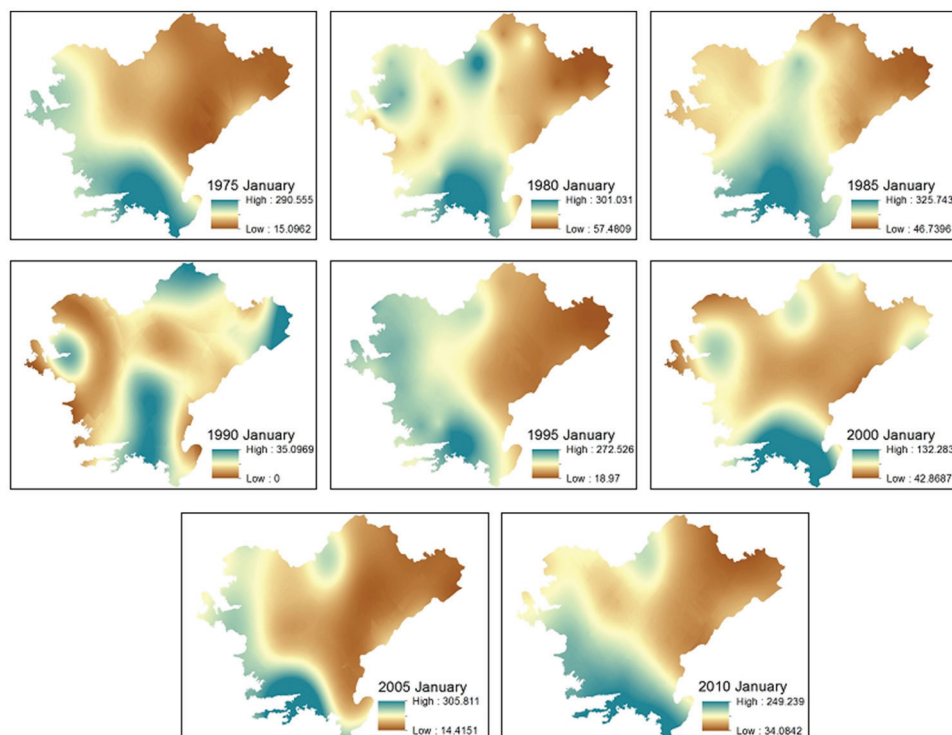 1975 January
High : 290.555
Low : 15.0962
1980 January
High : 301.031
Low : 57.4809
1985 January
High : 325.743
Low : 46.7396
1990 January
High : 35.0969
Low : 0
1995 January
High : 272.526
Low : 18.97
2000 January
High : 132.283
Low : 42.8687
2005 January
High : 305.811
Low : 14.4151
2010 January
High : 249.239
Low : 34.0842